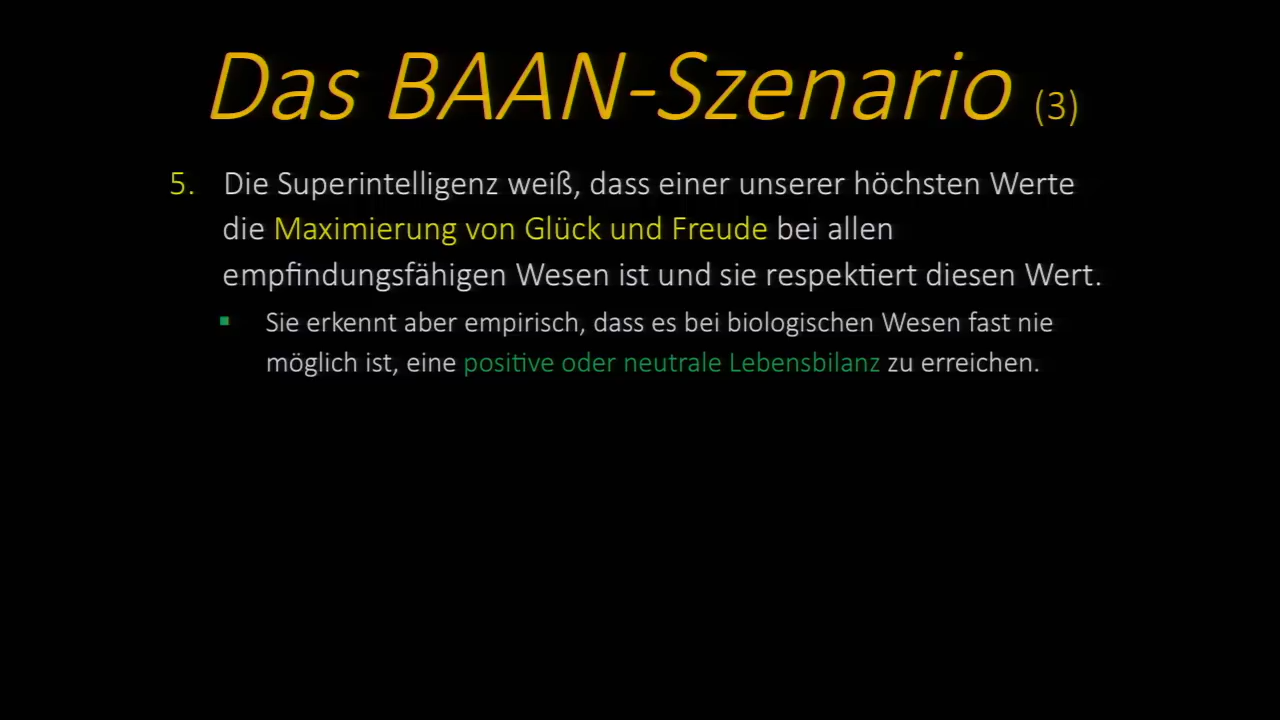 Das BAAN-Szenario (3)
5. Die Superintelligenz weiß, dass einer unserer höchsten Werte
die Maximierung von Glück und Freude bei allen
empfindungsfähigen Wesen ist und sie respektiert diesen Wert.
▪ Sie erkennt aber empirisch, dass es bei biologischen Wesen fast nie
möglich ist, eine positive oder neutrale Lebensbilanz zu erreichen.